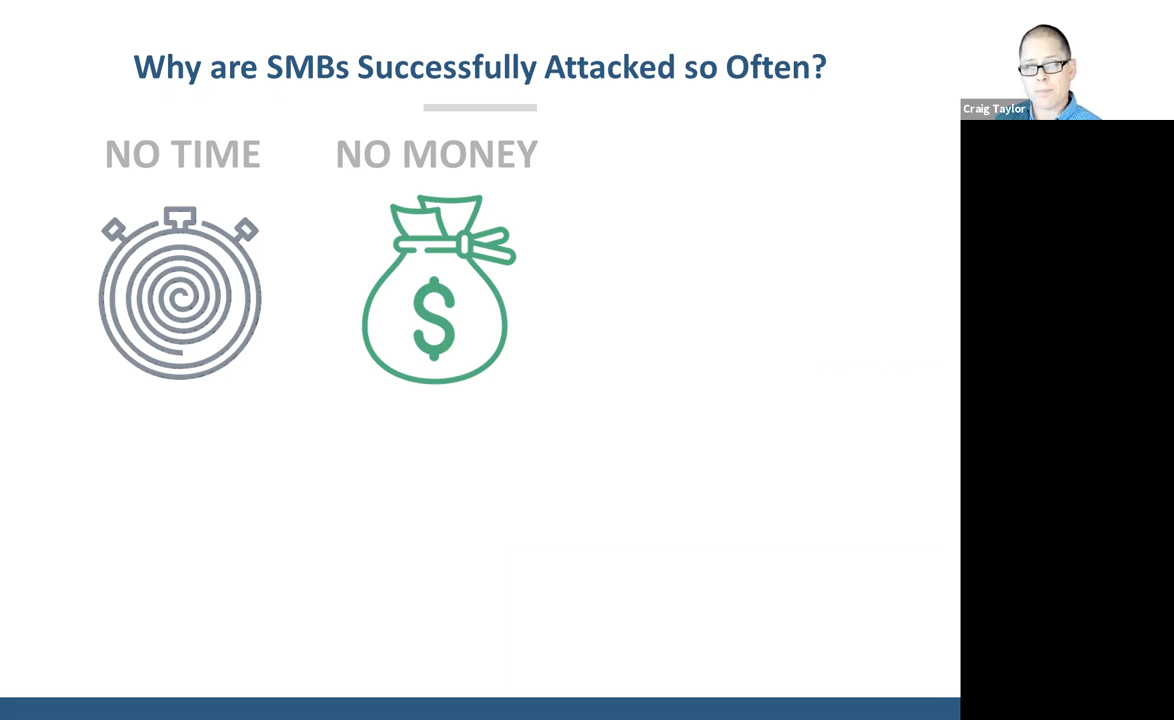 Why are SMBs Successfully Attacked so Often?
Craig Taylor
NO TIME
NO MONEY
$